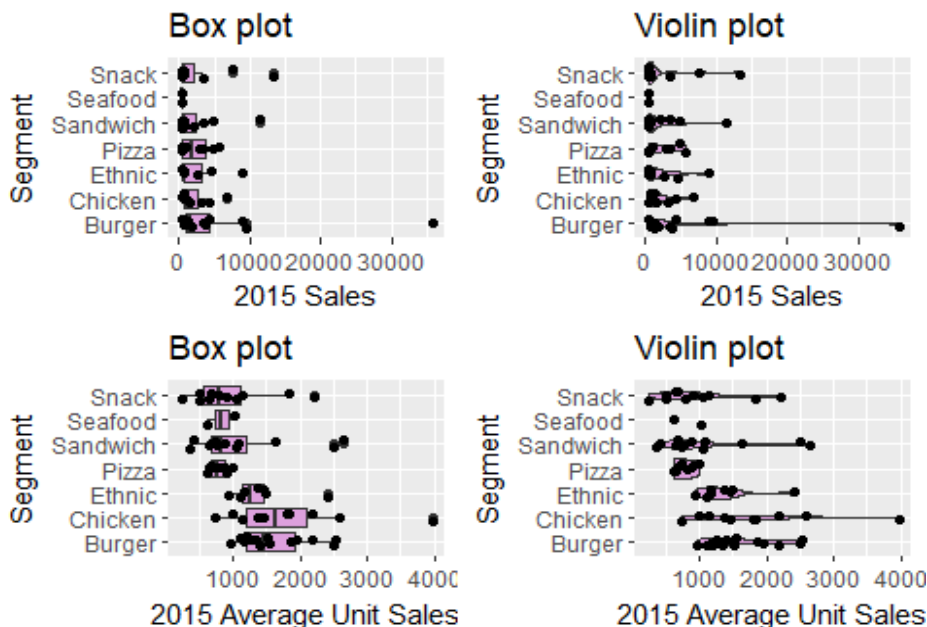 Box plot
Segment
Snack
Seafood
Sandwich
Pizza
Ethnic
Chicken
Burger
0 10000 20000 30000
2015 Sales
Violin plot
Segment
Snack
Seafood
Sandwich
Pizza
Ethnic
Chicken
Burger
0 10000 20000 30000
2015 Sales
Box plot
Segment
Snack
Seafood
Sandwich
Pizza
Ethnic
Chicken
Burger
1000 2000 3000 4000
2015 Average Unit Sales
Violin plot
Segment
Snack
Seafood
Sandwich
Pizza
Ethnic
Chicken
Burger
1000 2000 3000 4000
2015 Average Unit Sales